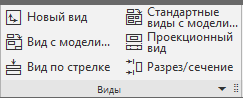 Новый вид
Стандартные
виды с модели...
Вид с модели...
Проекционный
вид
Вид по стрелке
Разрез/сечение
Виды